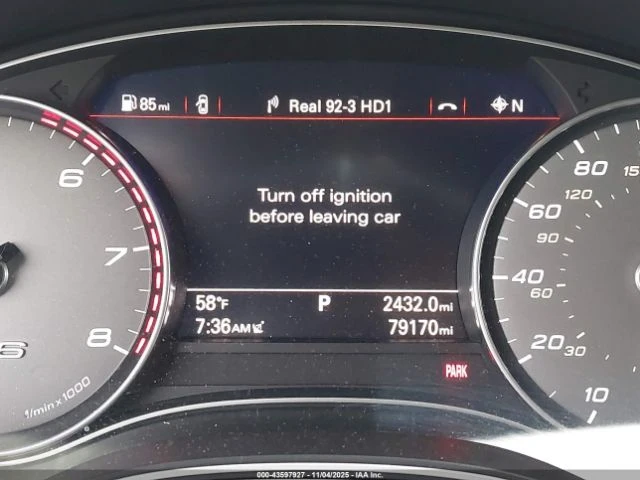 85 mi
Real 92-3 HD1
N
Turn off ignition
before leaving car
58°F P 2432.0mi
7:36AM 79170mi
PARK
6
7
8
1/min x 1000
80
120
60
90
40
60
20
30
10
000-43597927 - 11/04/2025 - IAA Inc.